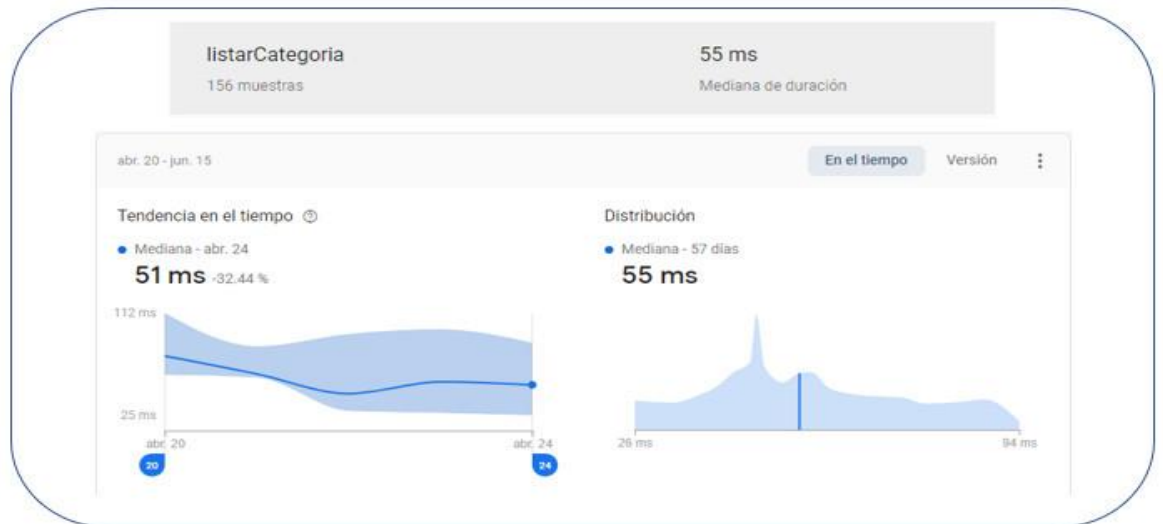 listarCategoria
156 muestras
55 ms
Mediana de duración
abr. 20 - jun. 15
En el tiempo
Versión
Tendencia en el tiempo
Mediana - abr. 24
51 ms -32.44 %
112 ms
25 ms
abr. 20
abr. 24
20
24
Distribución
Mediana - 57 días
55 ms
26 ms
94 ms